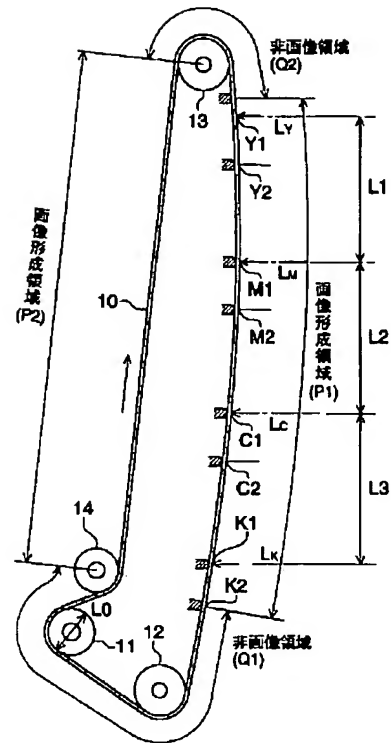 非画像領域
(Q2)
13
LY
Y1
Y2
L1
画像形成領域
(P2)
10
LM
M1
M2
L2
画像形成領域
(P1)
LC
C1
C2
L3
14
K1
LK
K2
L0
11
12
非画像領域
(Q1)